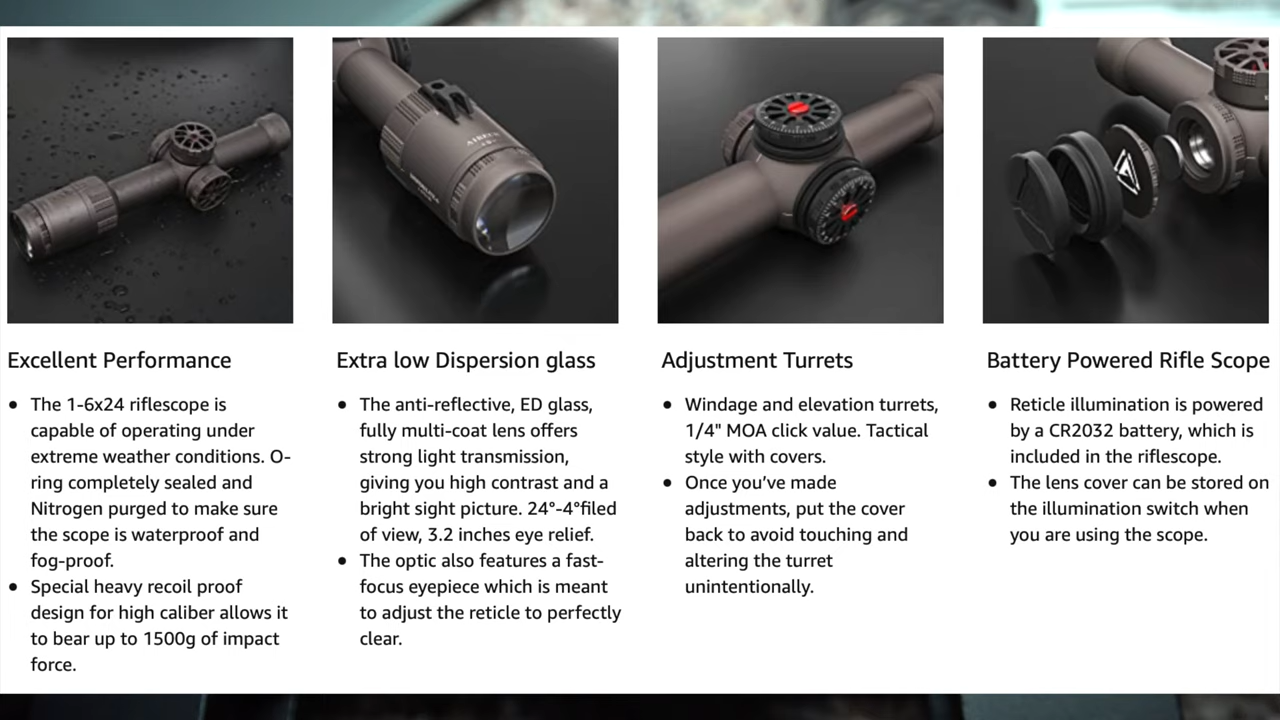 Excellent Performance
The 1-6x24 riflescope is
capable of operating under
extreme weather conditions. O-
ring completely sealed and
Nitrogen purged to make sure
the scope is waterproof and
fog-proof.
Special heavy recoil proof
design for high caliber allows it
to bear up to 1500g of impact
force.
Extra low Dispersion glass
The anti-reflective, ED glass,
fully multi-coat lens offers
strong light transmission,
giving you high contrast and a
bright sight picture. 24°-4°filed
of view, 3.2 inches eye relief.
The optic also features a fast-
focus eyepiece which is meant
to adjust the reticle to perfectly
clear.
Adjustment Turrets
Windage and elevation turrets,
1/4" MOA click value. Tactical
style with covers.
Once you’ve made
adjustments, put the cover
back to avoid touching and
altering the turret
unintentionally.
Battery Powered Rifle Scope
Reticle illumination is powered
by a CR2032 battery, which is
included in the riflescope.
The lens cover can be stored on
the illumination switch when
you are using the scope.